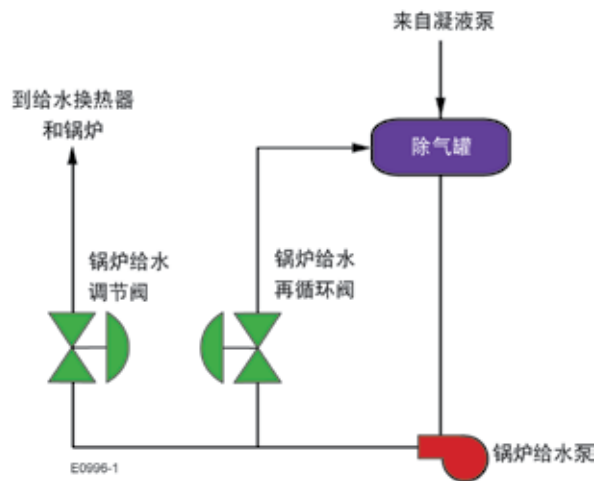 来自凝液泵
到给水换热器
和锅炉
除气罐
锅炉给水
调节阀
锅炉给水
再循环阀
锅炉给水泵
E0996-1